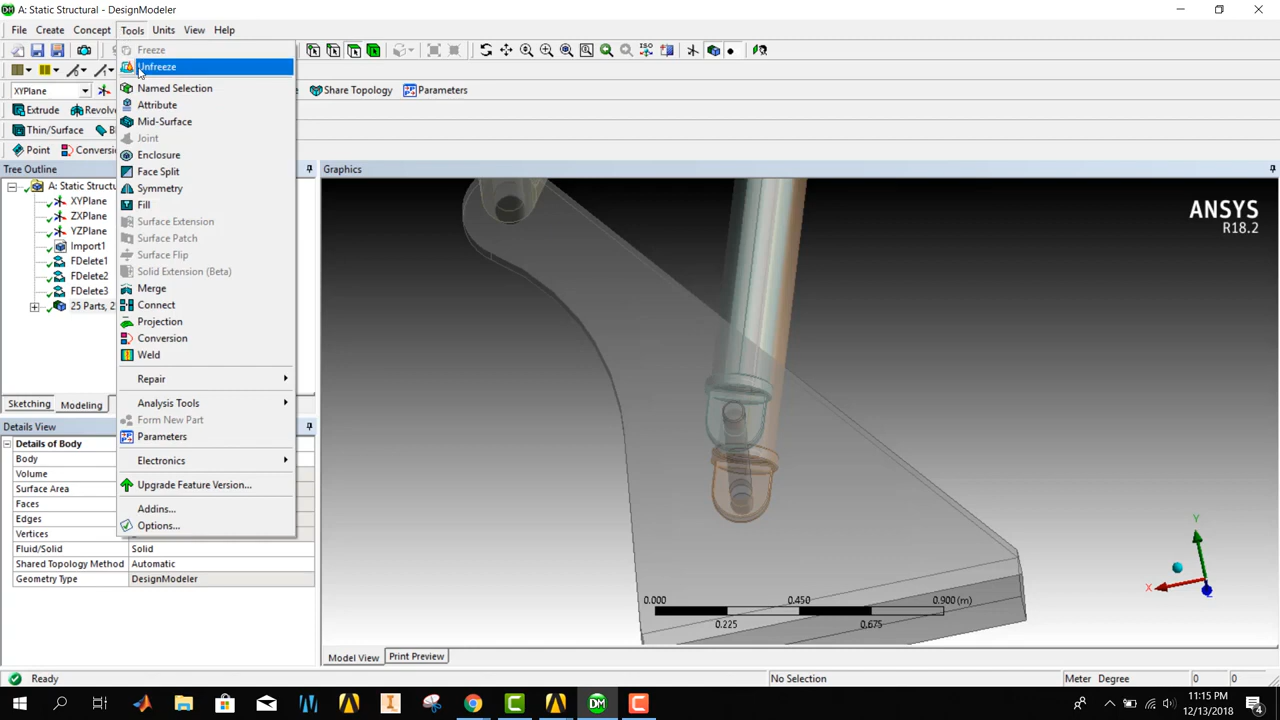 A: Static Structural - DesignModeler
File Create Concept Tools Units View Help
XYPlane Share Topology Parameters
Extrude Revolve
Thin/Surface
Point
Freeze
Unfreeze
Named Selection
Attribute
Mid-Surface
Joint
Enclosure
Face Split
Symmetry
Fill
Surface Extension
Surface Patch
Surface Flip
Solid Extension (Beta)
Merge
Connect
Projection
Conversion
Weld
Repair
Analysis Tools
Form New Part
Parameters
Electronics
Upgrade Feature Version...
Addins...
Options...
Tree Outline
A: Static
XYPlane
ZXPlane
YZPlane
Import1
FDelete1
FDelete2
FDelete3
25 Parts, 2
Sketching Modeling
Details View
Details of Body
Body
Volume
Surface Area
Faces
Edges
Vertices
Fluid/Solid Solid
Shared Topology Method Automatic
Geometry Type DesignModeler
Graphics
ANSYS
R18.2
0.000 0.450 0.900 (m)
0.225 0.675
Y
X
Z
Model View Print Preview
Ready No Selection Meter Degree 0 0
11:15 PM
12/13/2018